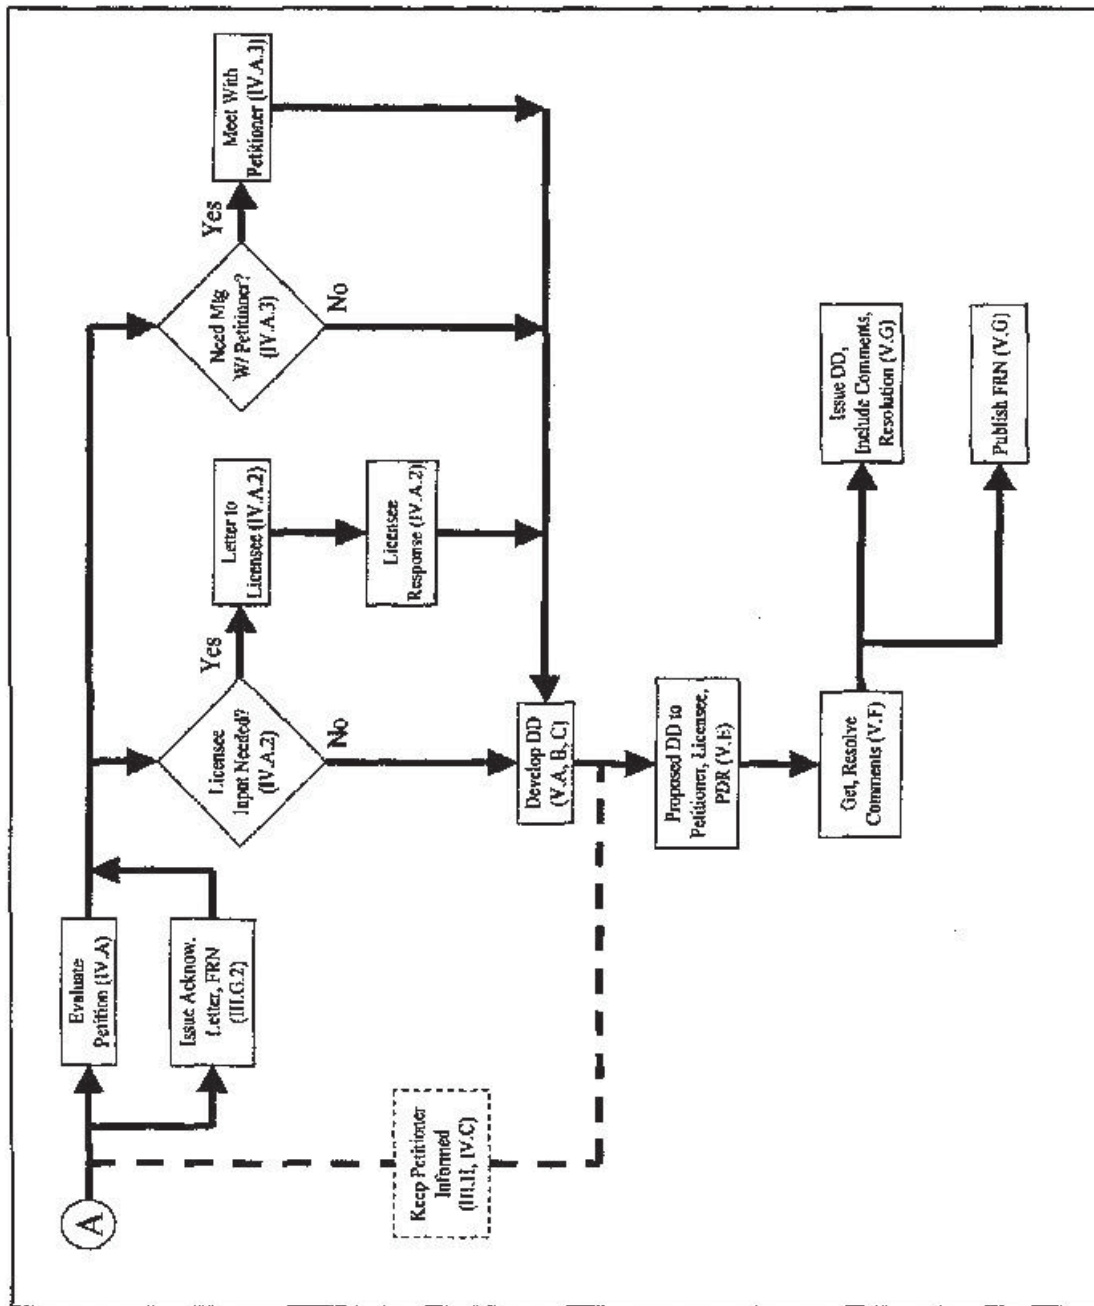 A
Evaluate
Petition (IV.A)
Issue Acknow.
Letter, FRN
(III.G.2)
Keep Petitioner
Informed
(III.H, IV.C)
Licensee
Input Needed?
(IV.A.2)
Yes
No
Letter to
Licensee (IV.A.2)
Licensee
Response (IV.A.2)
Need Mtg
W/ Petitioner?
(IV.A.3)
Yes
No
Meet With
Petitioner (IV.A.3)
Develop DD
(V.A, B, C)
Proposed DD to
Petitioner, Licensee,
PDR (V.E)
Get, Resolve
Comments (V.F)
Issue DD,
Include Comments,
Resolution (V.G)
Publish FRN (V.G)